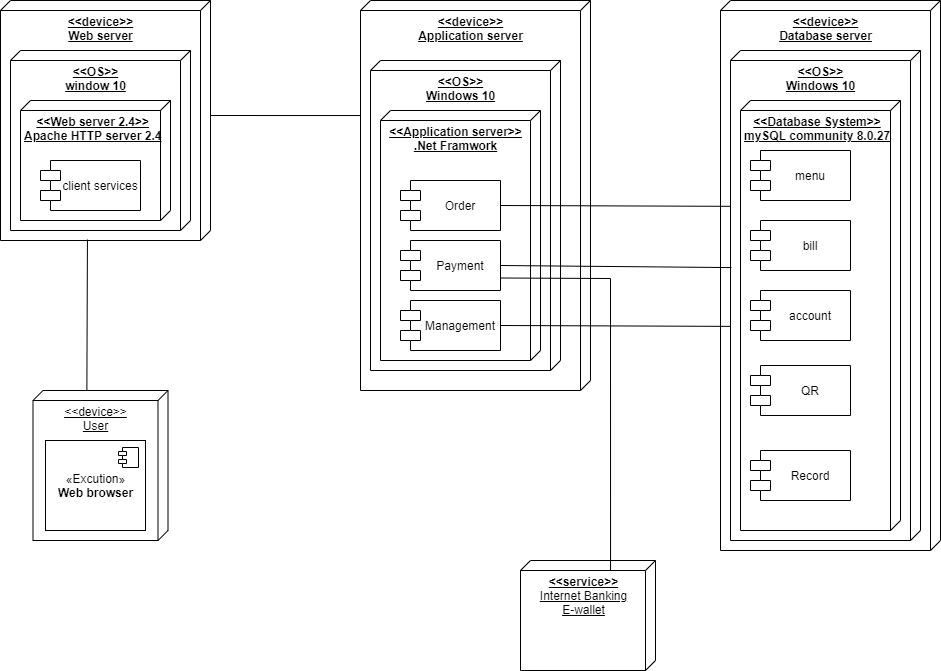 <<device>>
Web server
<<OS>>
window 10
<<Web server 2.4>>
Apache HTTP server 2.4
client services
<<device>>
User
«Excution»
Web browser
<<device>>
Application server
<<OS>>
Windows 10
<<Application server>>
.Net Framwork
Order
Payment
Management
<<service>>
Internet Banking
E-wallet
<<device>>
Database server
<<OS>>
Windows 10
<<Database System>>
mySQL community 8.0.27
menu
bill
account
QR
Record